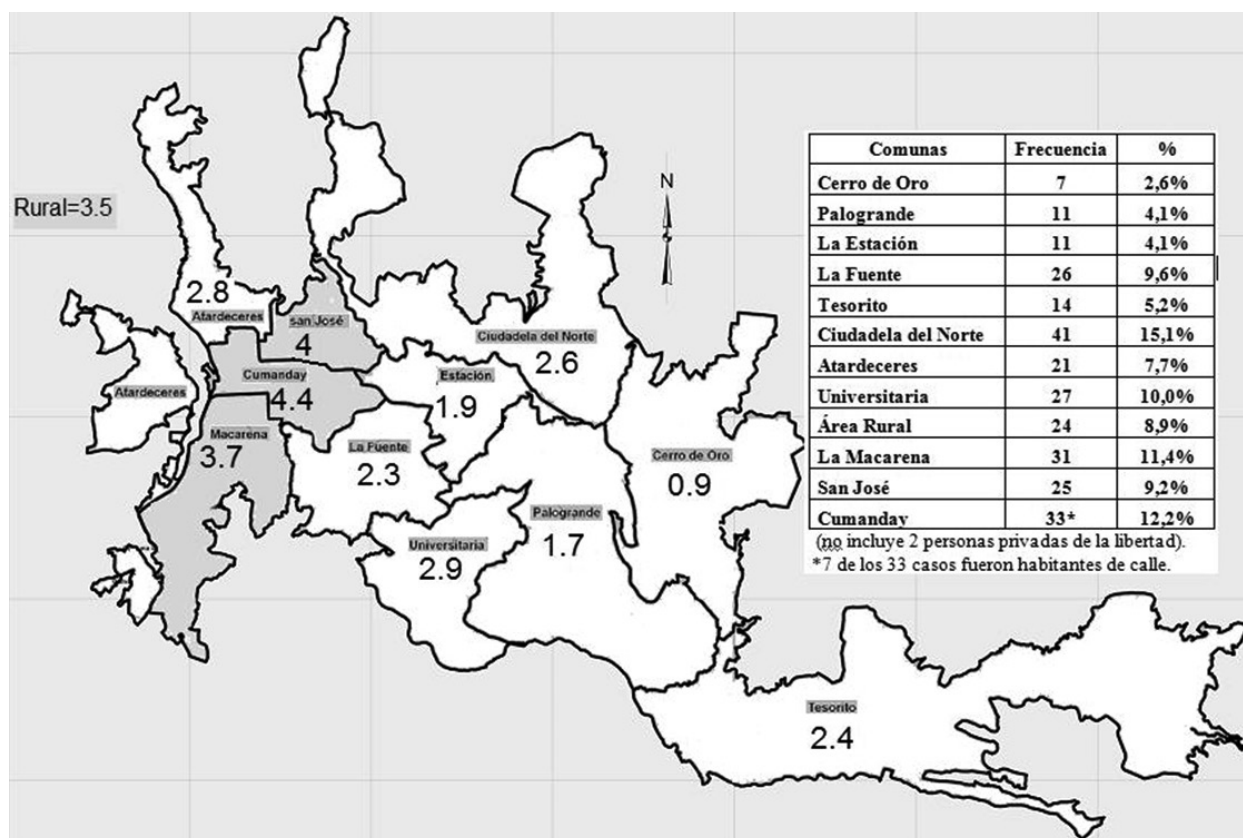 N
Rural=3.5
2.8
Atardeceres
san José
4
Ciudadela del Norte
2.6
Cumanday
4.4
Estación
1.9
Atardeceres
Macarena
3.7
La Fuente
2.3
Cerro de Oro
0.9
Palogrande
1.7
Universitaria
2.9
Tesorito
2.4
Comunas Frecuencia %
Cerro de Oro 7 2,6%
Palogrande 11 4,1%
La Estación 11 4,1%
La Fuente 26 9,6%
Tesorito 14 5,2%
Ciudadela del Norte 41 15,1%
Atardeceres 21 7,7%
Universitaria 27 10,0%
Área Rural 24 8,9%
La Macarena 31 11,4%
San José 25 9,2%
Cumanday 33* 12,2%
(no incluye 2 personas privadas de la libertad).
*7 de los 33 casos fueron habitantes de calle.